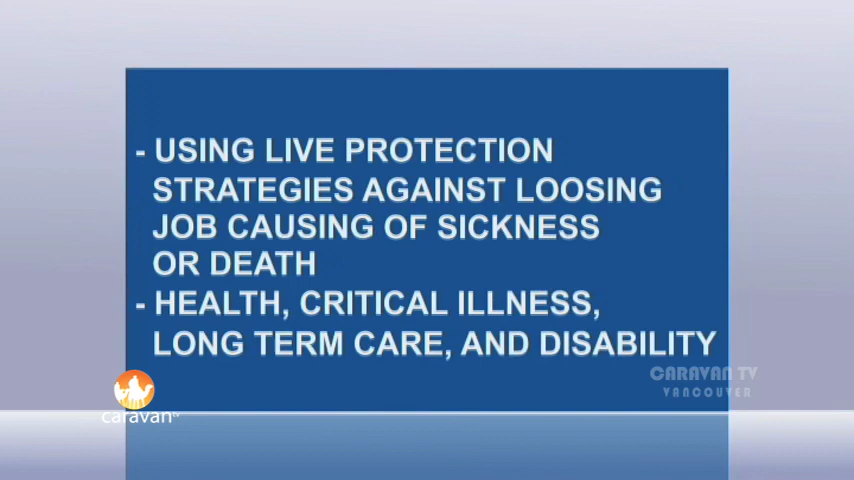 - USING LIVE PROTECTION
STRATEGIES AGAINST LOOSING
JOB CAUSING OF SICKNESS
OR DEATH
- HEALTH, CRITICAL ILLNESS,
LONG TERM CARE, AND DISABILITY
CARAVAN TV
VANCOUVER
caravan